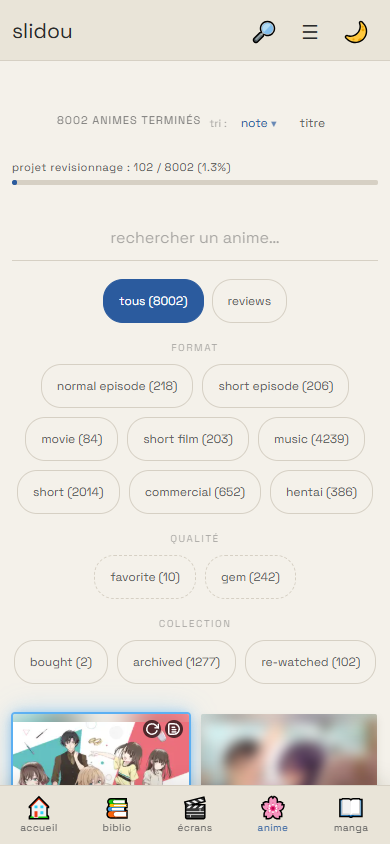 slidou
8002 ANIMES TERMINÉS tri : note ▾ titre
projet revisionnage : 102 / 8002 (1.3%)
rechercher un anime...
tous (8002) reviews
FORMAT
normal episode (218) short episode (206)
movie (84) short film (203) music (4239)
short (2014) commercial (652) hentai (386)
QUALITÉ
favorite (10) gem (242)
COLLECTION
bought (2) archived (1277) re-watched (102)
accueil biblio écrans anime manga